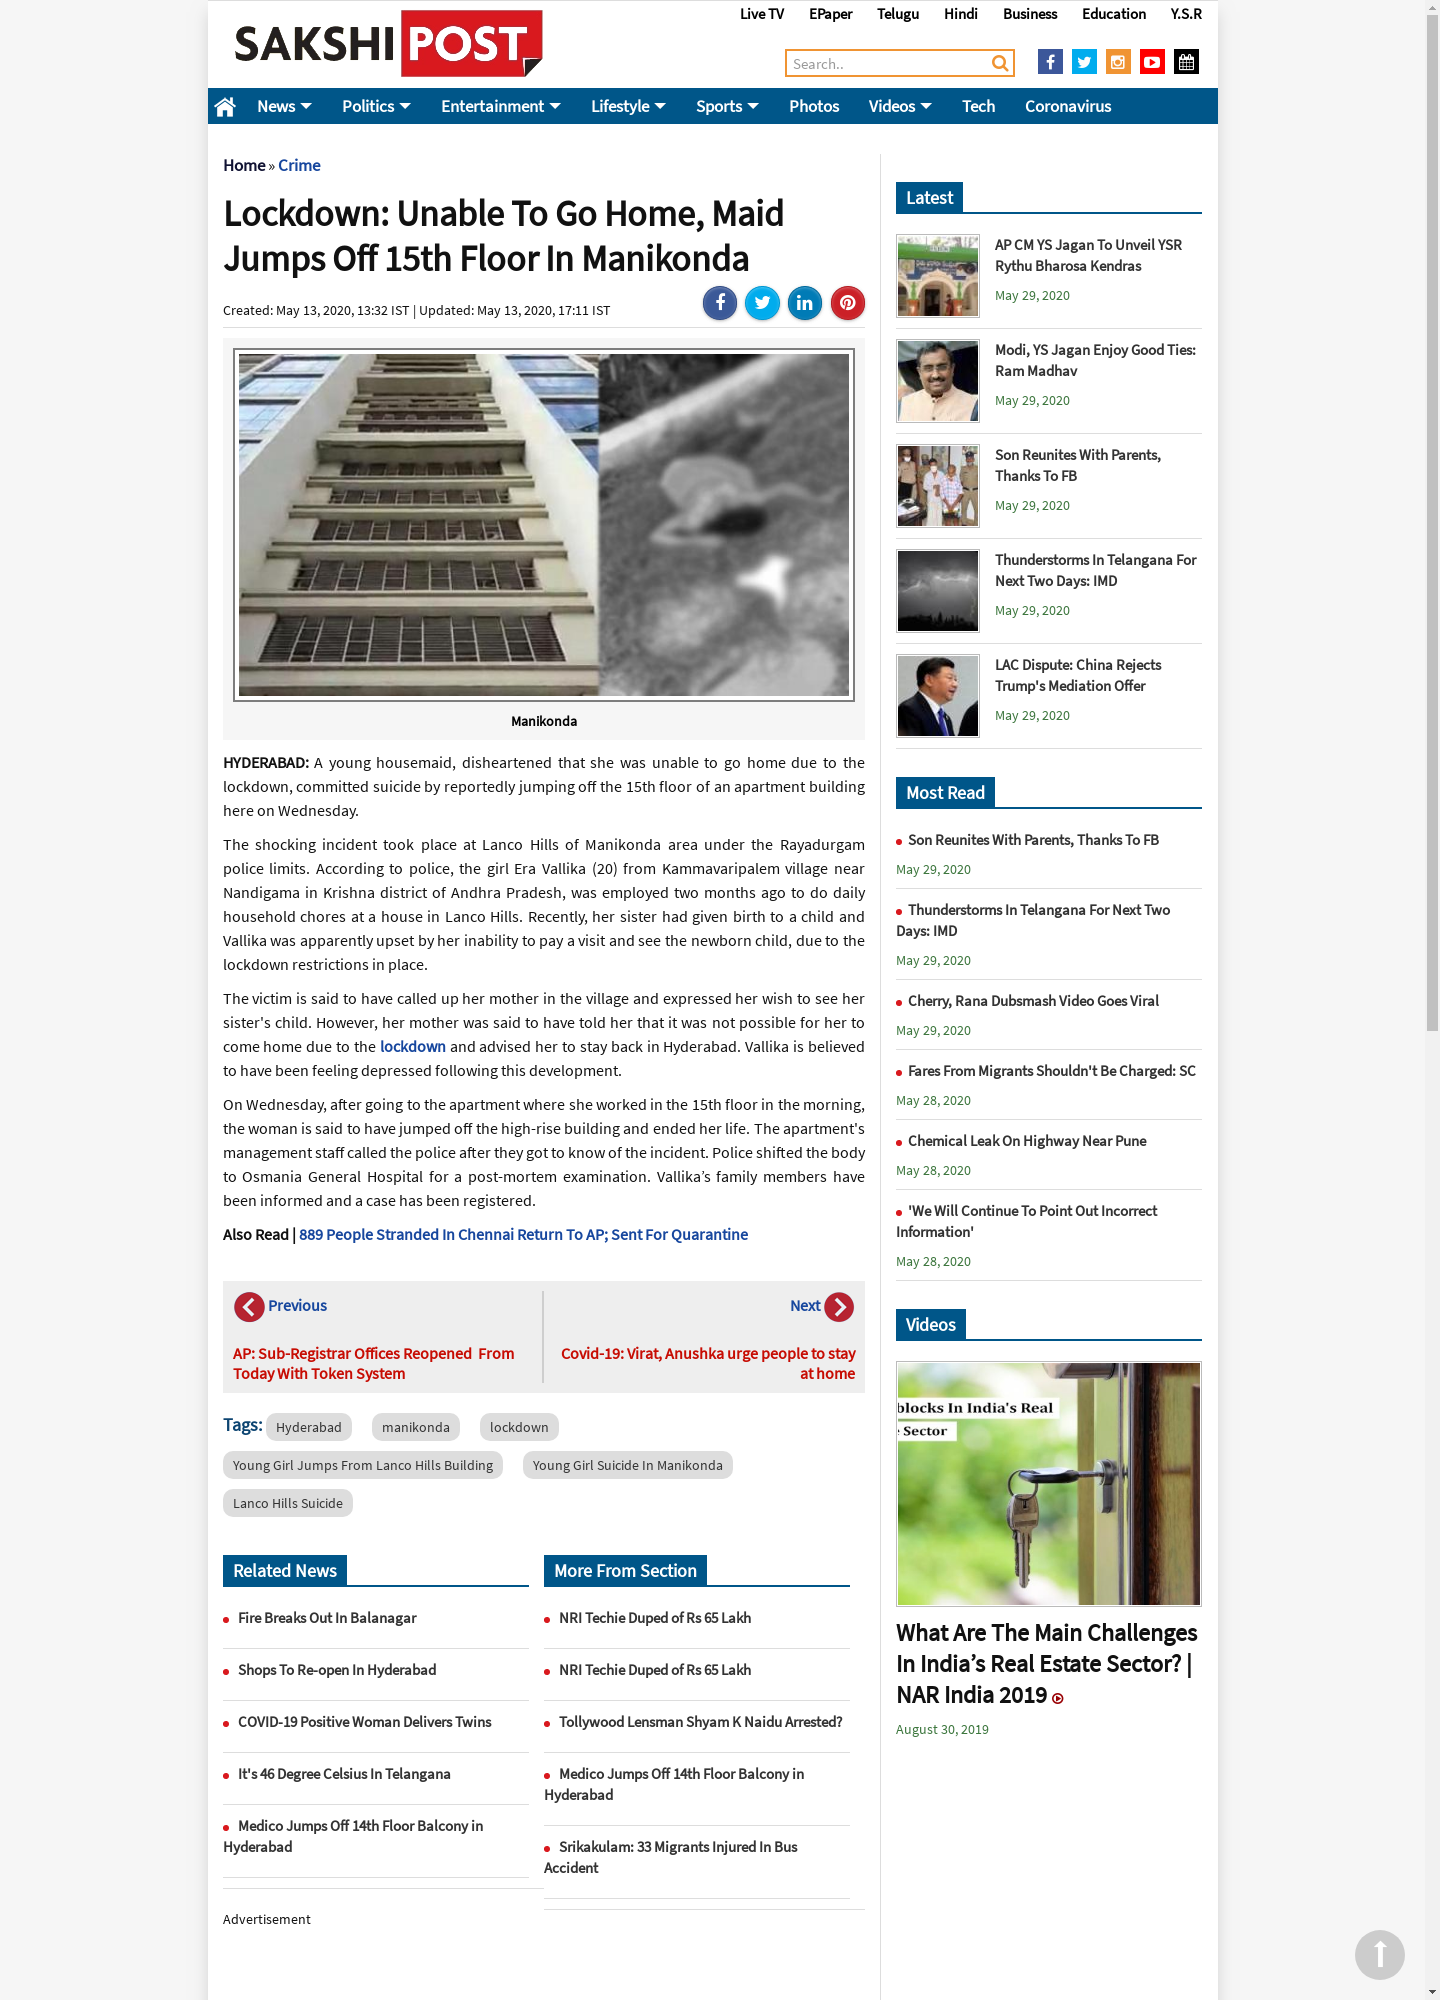 SAKSHI POST
Live TV EPaper Telugu Hindi Business Education Y.S.R
Search..
News Politics Entertainment Lifestyle Sports Photos Videos Tech Coronavirus
Home » Crime
Lockdown: Unable To Go Home, Maid
Jumps Off 15th Floor In Manikonda
Created: May 13, 2020, 13:32 IST | Updated: May 13, 2020, 17:11 IST
Manikonda
HYDERABAD: A young housemaid, disheartened that she was unable to go home due to the
lockdown, committed suicide by reportedly jumping off the 15th floor of an apartment building
here on Wednesday.
The shocking incident took place at Lanco Hills of Manikonda area under the Rayadurgam
police limits. According to police, the girl Era Vallika (20) from Kammavaripalem village near
Nandigama in Krishna district of Andhra Pradesh, was employed two months ago to do daily
household chores at a house in Lanco Hills. Recently, her sister had given birth to a child and
Vallika was apparently upset by her inability to pay a visit and see the newborn child, due to the
lockdown restrictions in place.
The victim is said to have called up her mother in the village and expressed her wish to see her
sister's child. However, her mother was said to have told her that it was not possible for her to
come home due to the lockdown and advised her to stay back in Hyderabad. Vallika is believed
to have been feeling depressed following this development.
On Wednesday, after going to the apartment where she worked in the 15th floor in the morning,
the woman is said to have jumped off the high-rise building and ended her life. The apartment's
management staff called the police after they got to know of the incident. Police shifted the body
to Osmania General Hospital for a post-mortem examination. Vallika’s family members have
been informed and a case has been registered.
Also Read | 889 People Stranded In Chennai Return To AP; Sent For Quarantine
Previous
AP: Sub-Registrar Offices Reopened From
Today With Token System
Next
Covid-19: Virat, Anushka urge people to stay
at home
Tags: Hyderabad manikonda lockdown
Young Girl Jumps From Lanco Hills Building Young Girl Suicide In Manikonda
Lanco Hills Suicide
Related News
Fire Breaks Out In Balanagar
Shops To Re-open In Hyderabad
COVID-19 Positive Woman Delivers Twins
It's 46 Degree Celsius In Telangana
Medico Jumps Off 14th Floor Balcony in
Hyderabad
More From Section
NRI Techie Duped of Rs 65 Lakh
NRI Techie Duped of Rs 65 Lakh
Tollywood Lensman Shyam K Naidu Arrested?
Medico Jumps Off 14th Floor Balcony in
Hyderabad
Srikakulam: 33 Migrants Injured In Bus
Accident
Advertisement
Latest
AP CM YS Jagan To Unveil YSR
Rythu Bharosa Kendras
May 29, 2020
Modi, YS Jagan Enjoy Good Ties:
Ram Madhav
May 29, 2020
Son Reunites With Parents,
Thanks To FB
May 29, 2020
Thunderstorms In Telangana For
Next Two Days: IMD
May 29, 2020
LAC Dispute: China Rejects
Trump's Mediation Offer
May 29, 2020
Most Read
Son Reunites With Parents, Thanks To FB
May 29, 2020
Thunderstorms In Telangana For Next Two
Days: IMD
May 29, 2020
Cherry, Rana Dubsmash Video Goes Viral
May 29, 2020
Fares From Migrants Shouldn't Be Charged: SC
May 28, 2020
Chemical Leak On Highway Near Pune
May 28, 2020
'We Will Continue To Point Out Incorrect
Information'
May 28, 2020
Videos
blocks In India's Real
e Sector
What Are The Main Challenges
In India’s Real Estate Sector? |
NAR India 2019
August 30, 2019